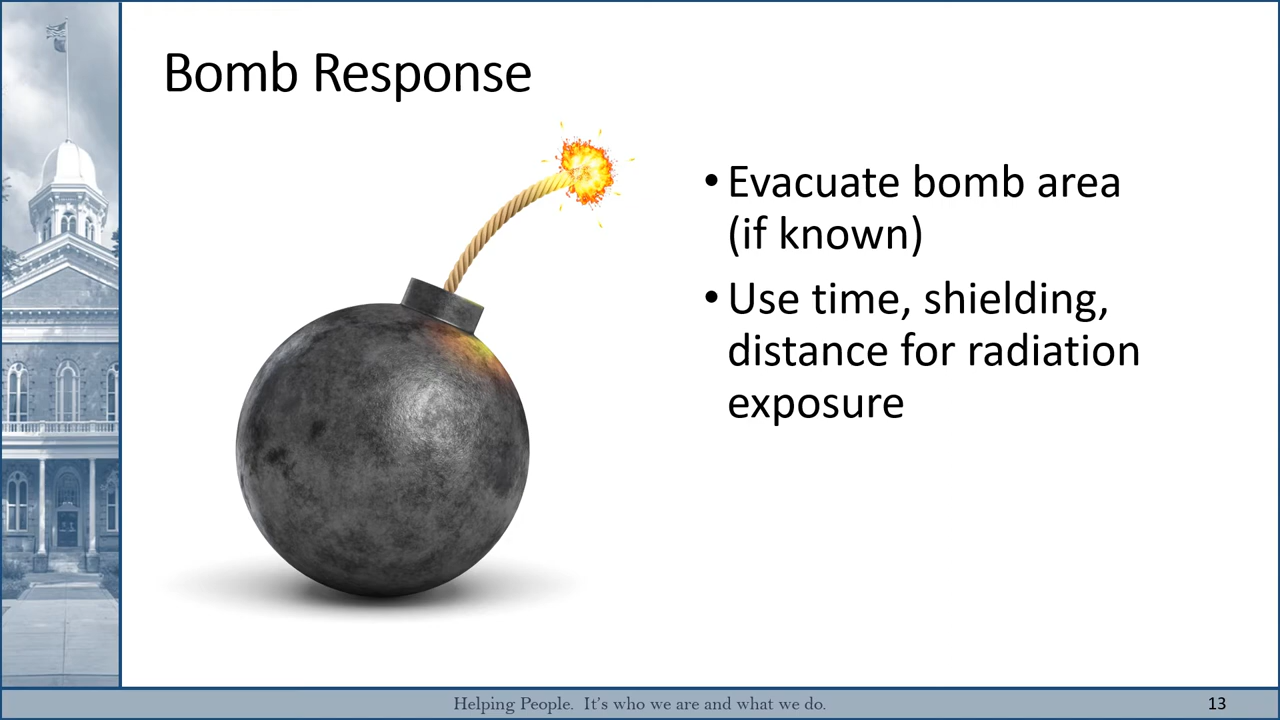 Bomb Response
• Evacuate bomb area
(if known)
• Use time, shielding,
distance for radiation
exposure
Helping People.  It's who we are and what we do.
13